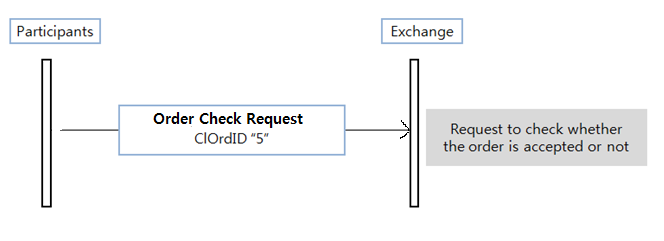 Participants
Exchange
Order Check Request
ClOrdID “5”
Request to check whether
the order is accepted or not